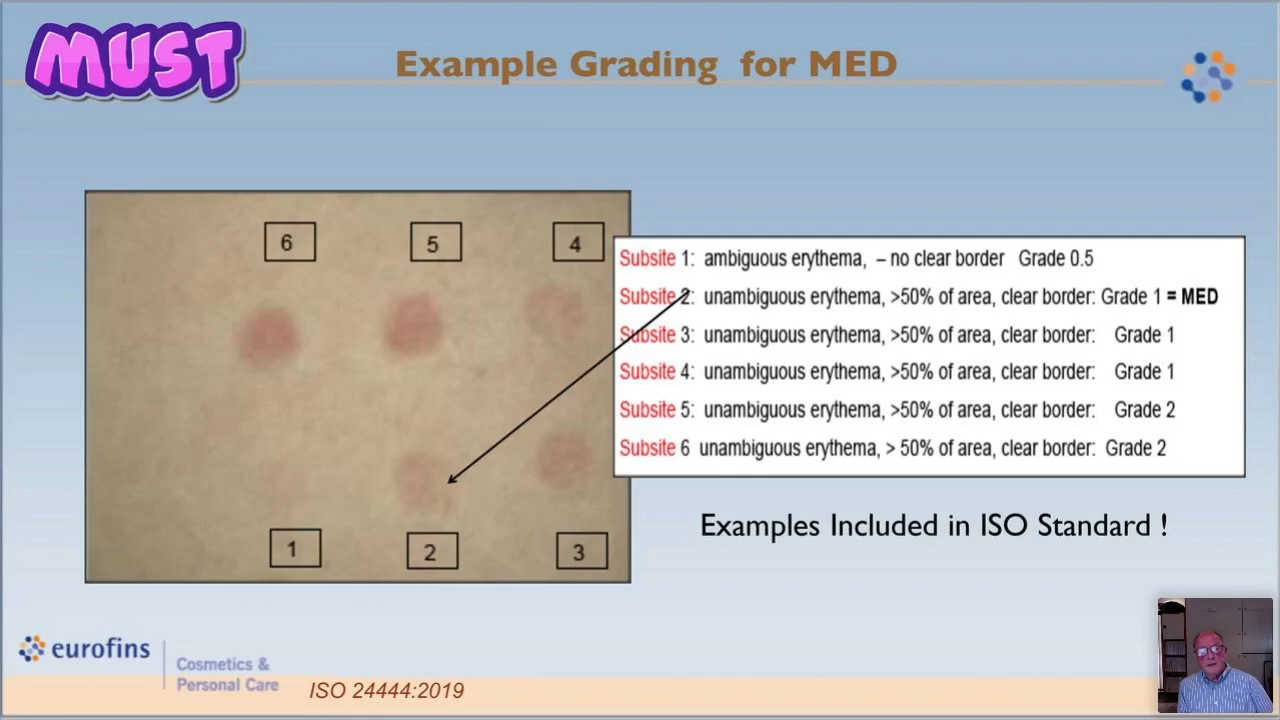 MUST
Example Grading for MED
6
5
4
Subsite 1: ambiguous erythema, – no clear border Grade 0.5
Subsite 2: unambiguous erythema, >50% of area, clear border: Grade 1 = MED
Subsite 3: unambiguous erythema, >50% of area, clear border: Grade 1
Subsite 4: unambiguous erythema, >50% of area, clear border: Grade 1
Subsite 5: unambiguous erythema, >50% of area, clear border: Grade 2
Subsite 6 unambiguous erythema, > 50% of area, clear border: Grade 2
1
2
3
Examples Included in ISO Standard !
eurofins
Cosmetics &
Personal Care
ISO 24444:2019